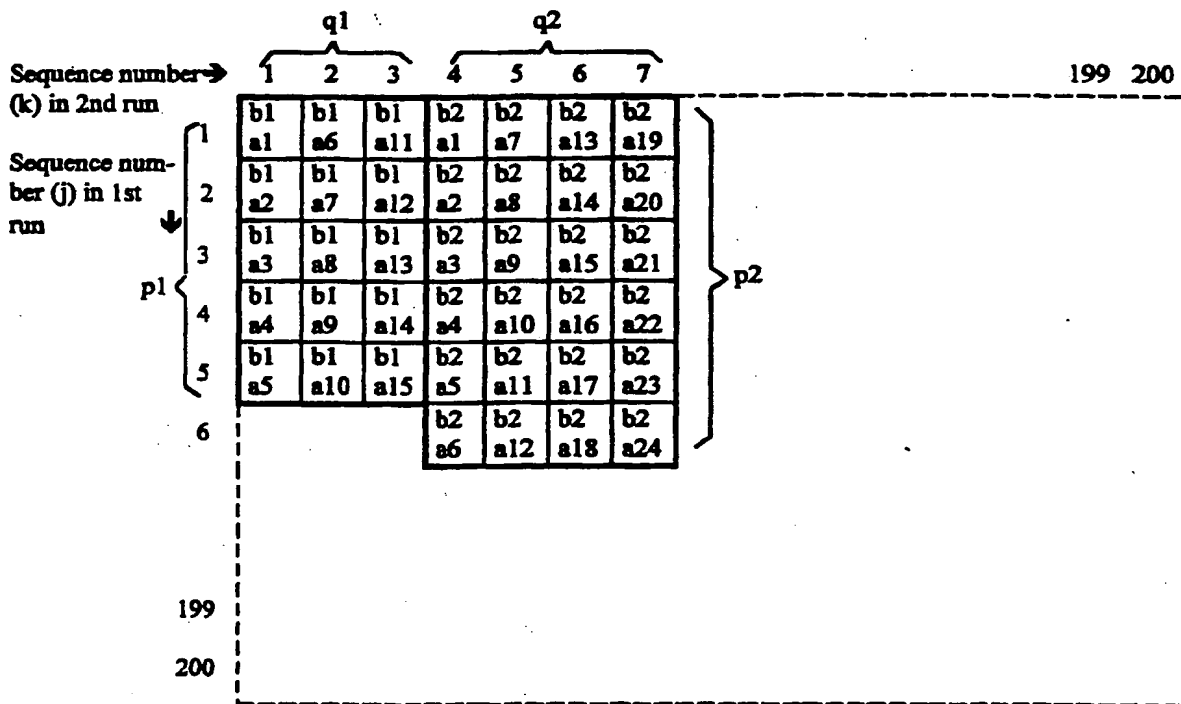 q1 q2
Sequence number→ 1 2 3 4 5 6 7 199 200
(k) in 2nd run
1 b1 b1 b1 b2 b2 b2 b2
a1 a6 a11 a1 a7 a13 a19
Sequence num-
ber (j) in 1st
run ↓
2 b1 b1 b1 b2 b2 b2 b2
a2 a7 a12 a2 a8 a14 a20
3 b1 b1 b1 b2 b2 b2 b2
a3 a8 a13 a3 a9 a15 a21
p1 p2
4 b1 b1 b1 b2 b2 b2 b2
a4 a9 a14 a4 a10 a16 a22
5 b1 b1 b1 b2 b2 b2 b2
a5 a10 a15 a5 a11 a17 a23
6 b2 b2 b2 b2
a6 a12 a18 a24
199
200